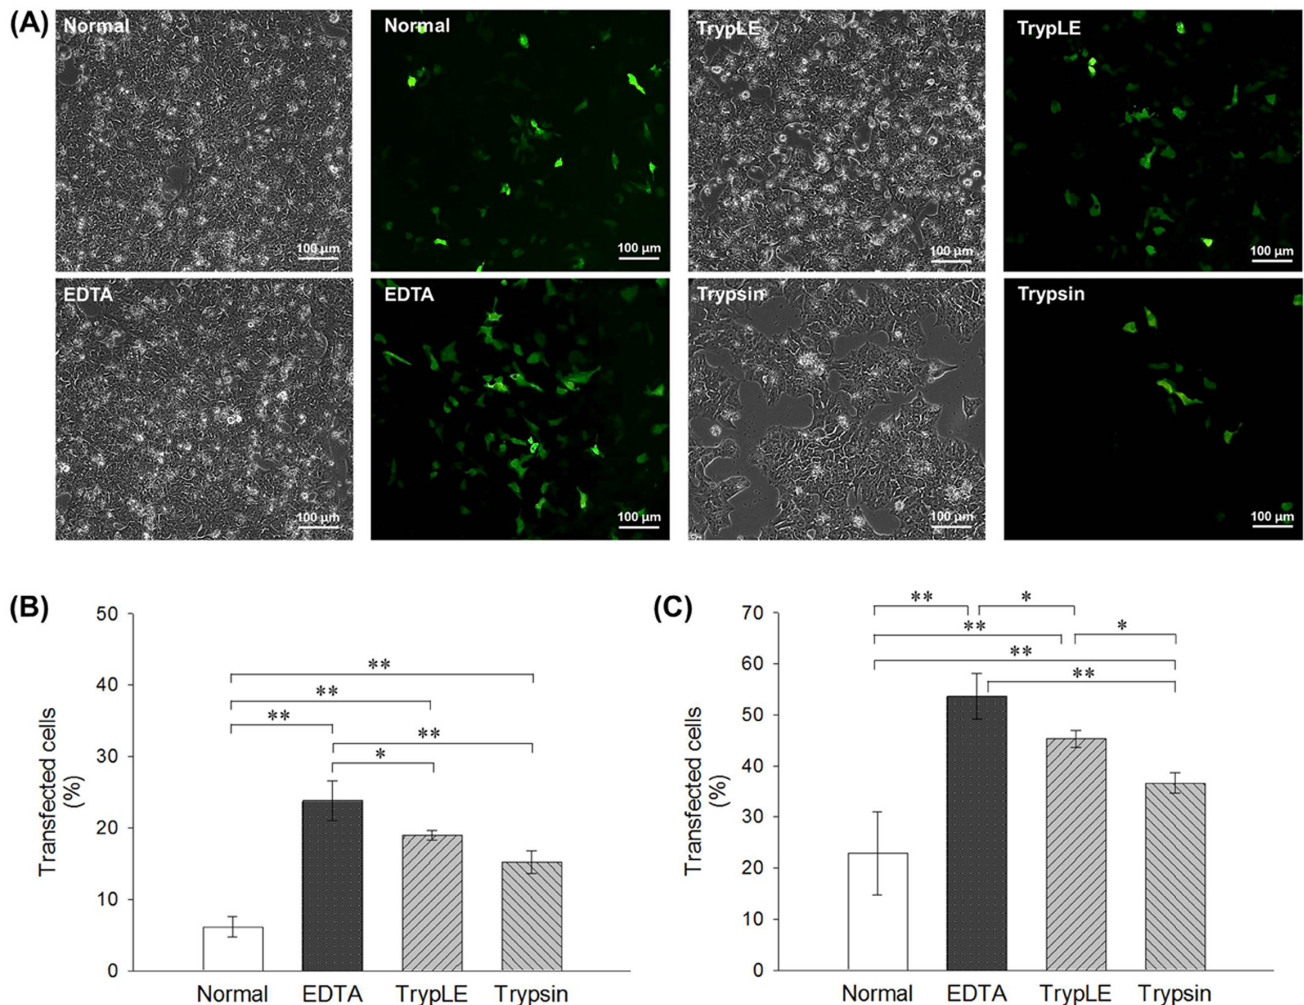 (A)
Normal
Normal
TrypLE
TrypLE
100 µm
100 µm
100 µm
100 µm
EDTA
EDTA
Trypsin
Trypsin
100 µm
100 µm
100 µm
100 µm
(B)
Transfected cells
(%)
50
40
30
20
10
0
**
**
**
**
*
Normal
EDTA
TrypLE
Trypsin
(C)
Transfected cells
(%)
70
60
50
40
30
20
10
0
**
*
**
*
**
**
Normal
EDTA
TrypLE
Trypsin